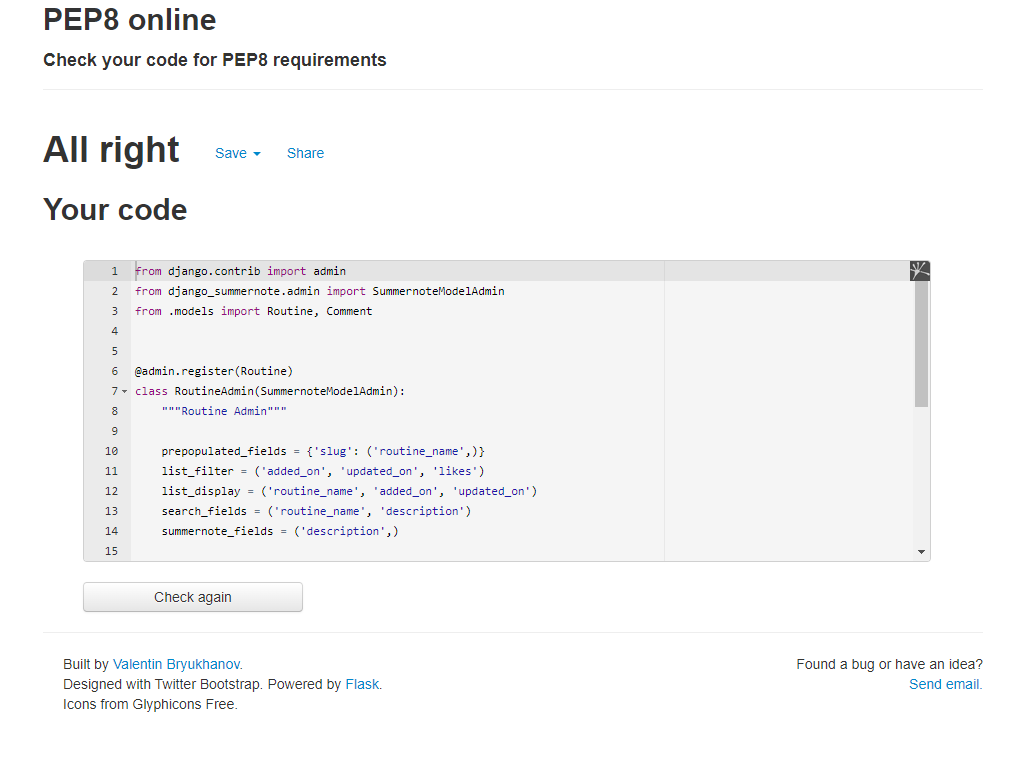 PEP8 online
Check your code for PEP8 requirements
All right Save Share
Your code
1 from django.contrib import admin
2 from django_summernote.admin import SummernoteModelAdmin
3 from .models import Routine, Comment
4
5
6 @admin.register(Routine)
7 class RoutineAdmin(SummernoteModelAdmin):
8 """Routine Admin"""
9
10 prepopulated_fields = {'slug': ('routine_name',)}
11 list_filter = ('added_on', 'updated_on', 'likes')
12 list_display = ('routine_name', 'added_on', 'updated_on')
13 search_fields = ('routine_name', 'description')
14 summernote_fields = ('description',)
15
Check again
Built by Valentin Bryukhanov.
Designed with Twitter Bootstrap. Powered by Flask.
Icons from Glyphicons Free.
Found a bug or have an idea?
Send email.